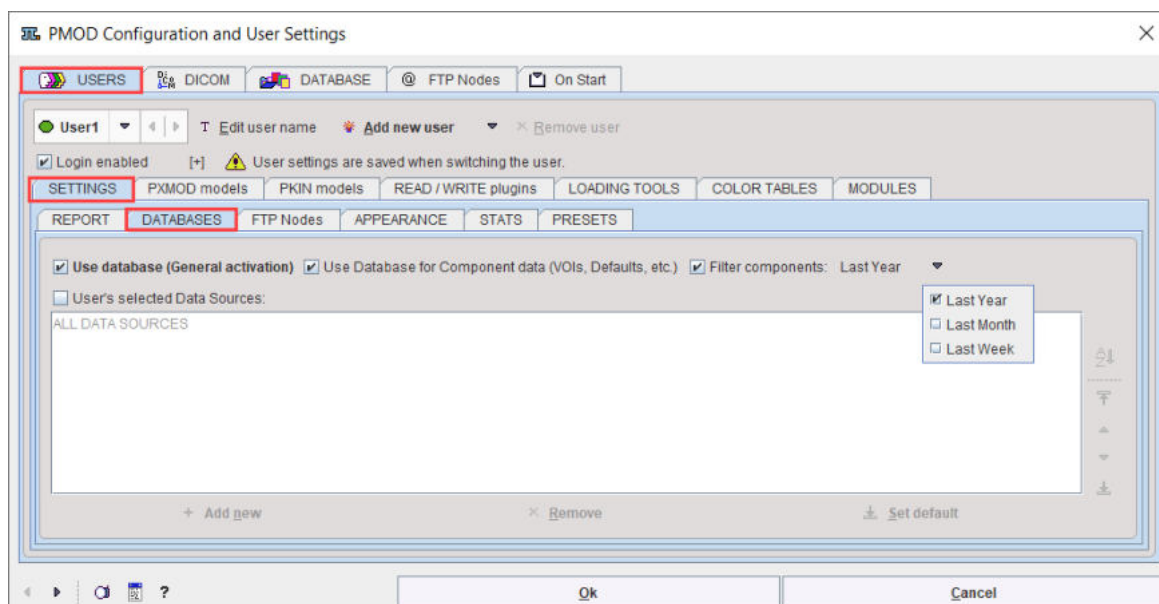 PMOD Configuration and User Settings
USERS DICOM DATABASE @ FTP Nodes On Start
User1 T Edit user name Add new user Remove user
Login enabled [+] User settings are saved when switching the user.
SETTINGS PXMOD models PKIN models READ / WRITE plugins LOADING TOOLS COLOR TABLES MODULES
REPORT DATABASES FTP Nodes APPEARANCE STATS PRESETS
Use database (General activation) Use Database for Component data (VOIs, Defaults, etc.) Filter components: Last Year
User's selected Data Sources:
Last Year
ALL DATA SOURCES
Last Month
Last Week
+ Add new × Remove Set default
? Ok Cancel